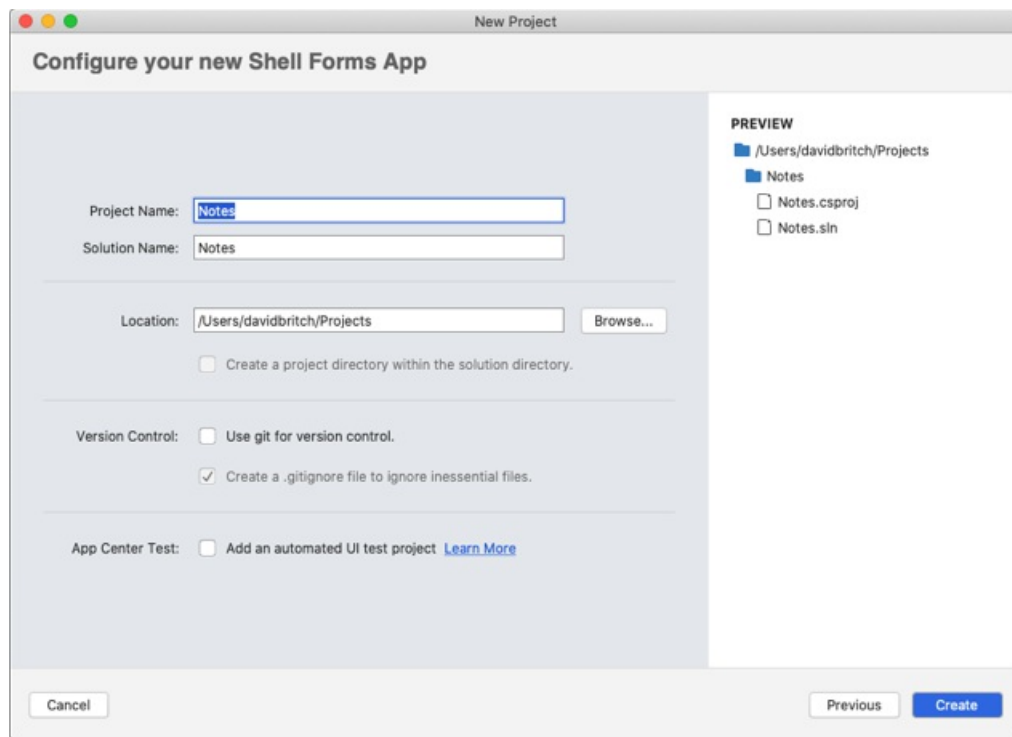 New Project
Configure your new Shell Forms App
Project Name: Notes
Solution Name: Notes
Location: /Users/davidbritch/Projects Browse...
Create a project directory within the solution directory.
Version Control: Use git for version control.
Create a .gitignore file to ignore inessential files.
App Center Test: Add an automated UI test project Learn More
PREVIEW
/Users/davidbritch/Projects
Notes
Notes.csproj
Notes.sln
Cancel Previous Create